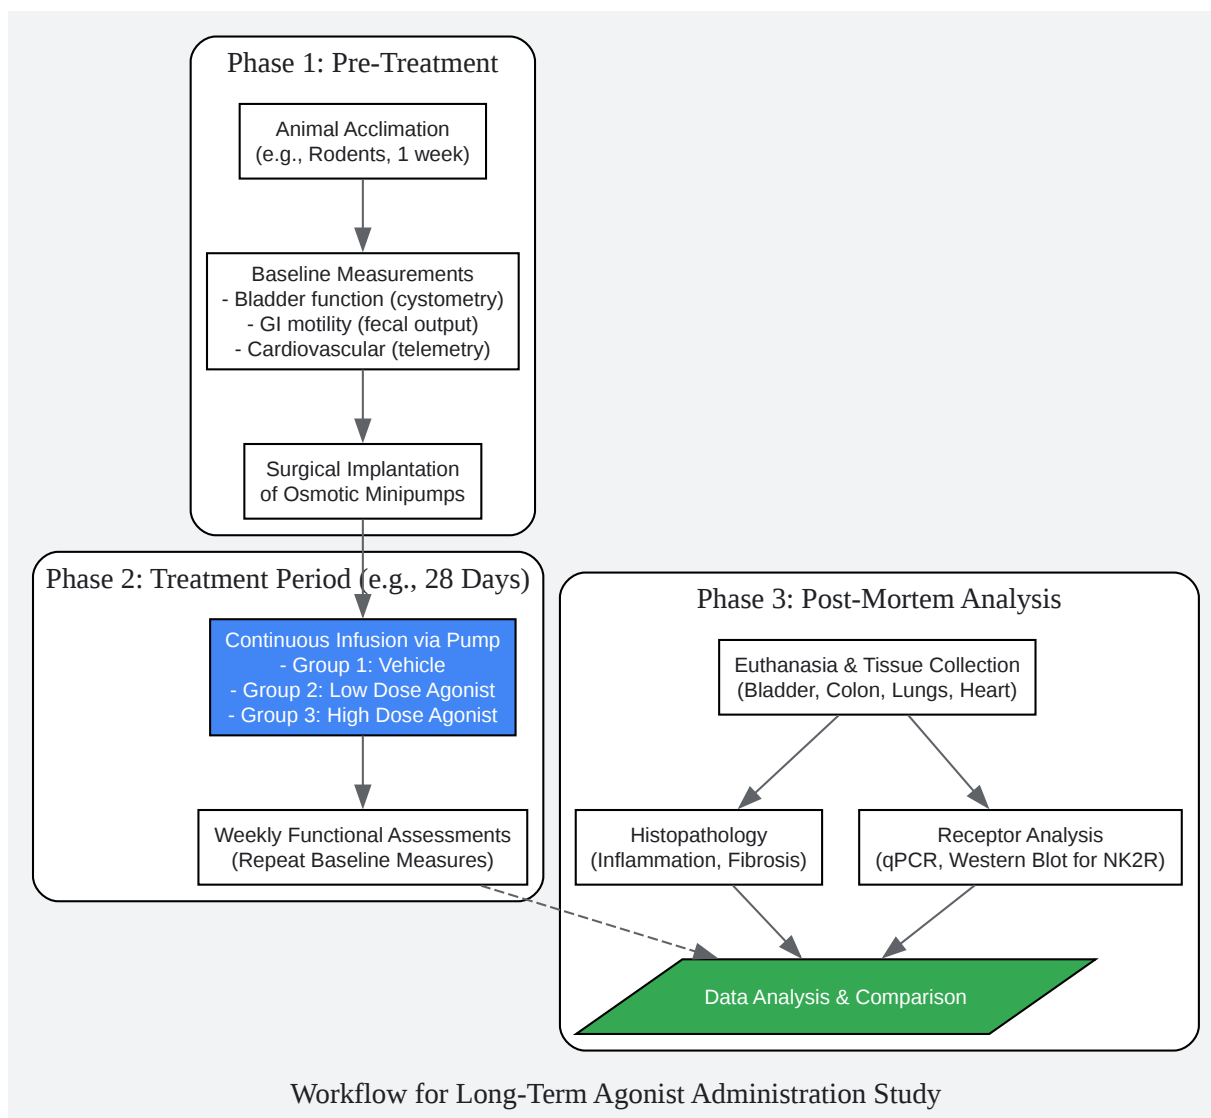 Phase 1: Pre-Treatment
Animal Acclimation
(e.g., Rodents, 1 week)
Baseline Measurements
- Bladder function (cystometry)
- GI motility (fecal output)
- Cardiovascular (telemetry)
Surgical Implantation
of Osmotic Minipumps
Phase 2: Treatment Period (e.g., 28 Days)
Continuous Infusion via Pump
- Group 1: Vehicle
- Group 2: Low Dose Agonist
- Group 3: High Dose Agonist
Weekly Functional Assessments
(Repeat Baseline Measures)
Phase 3: Post-Mortem Analysis
Euthanasia & Tissue Collection
(Bladder, Colon, Lungs, Heart)
Histopathology
(Inflammation, Fibrosis)
Receptor Analysis
(qPCR, Western Blot for NK2R)
Data Analysis & Comparison
Workflow for Long-Term Agonist Administration Study